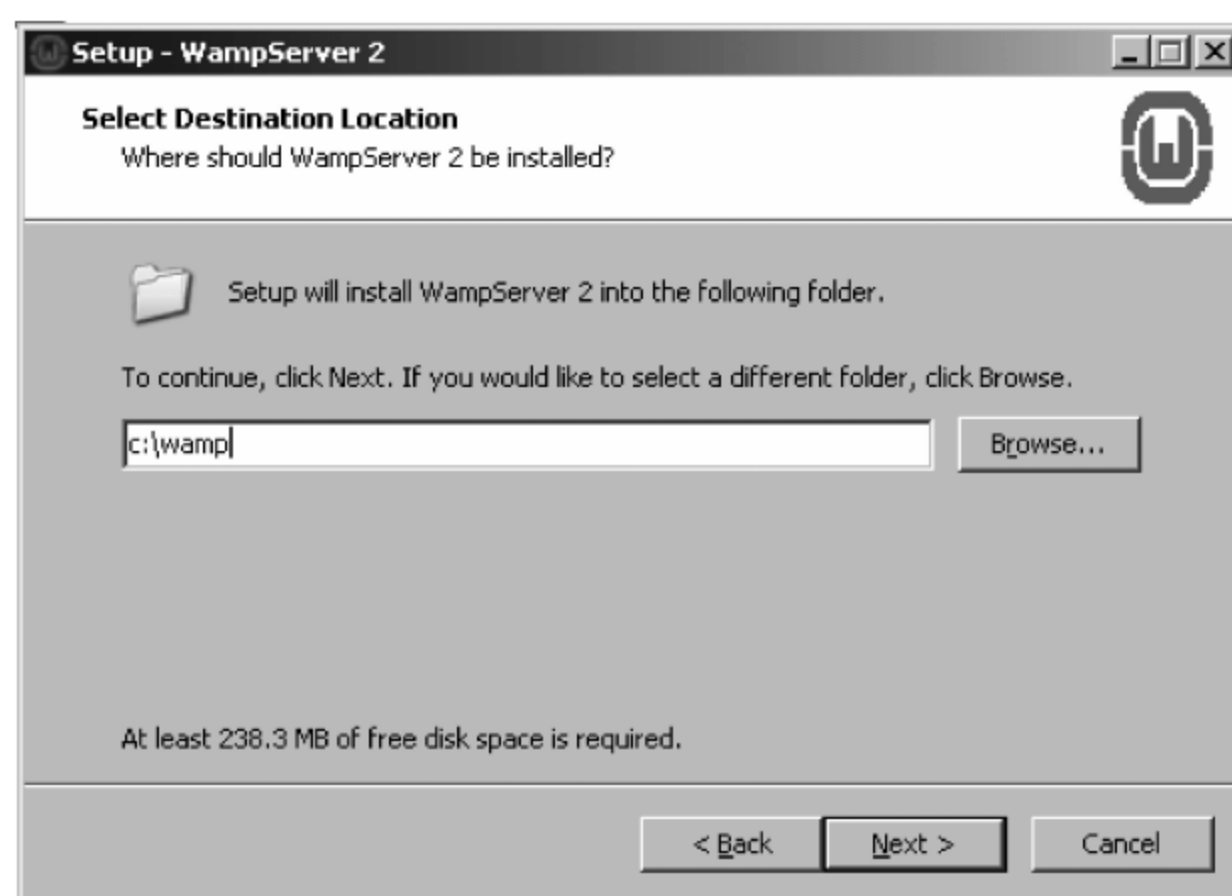 Setup - WampServer 2
Select Destination Location
Where should WampServer 2 be installed?
W
Setup will install WampServer 2 into the following folder.
To continue, click Next. If you would like to select a different folder, click Browse.
c:\wamp
Browse...
At least 238.3 MB of free disk space is required.
< Back Next > Cancel